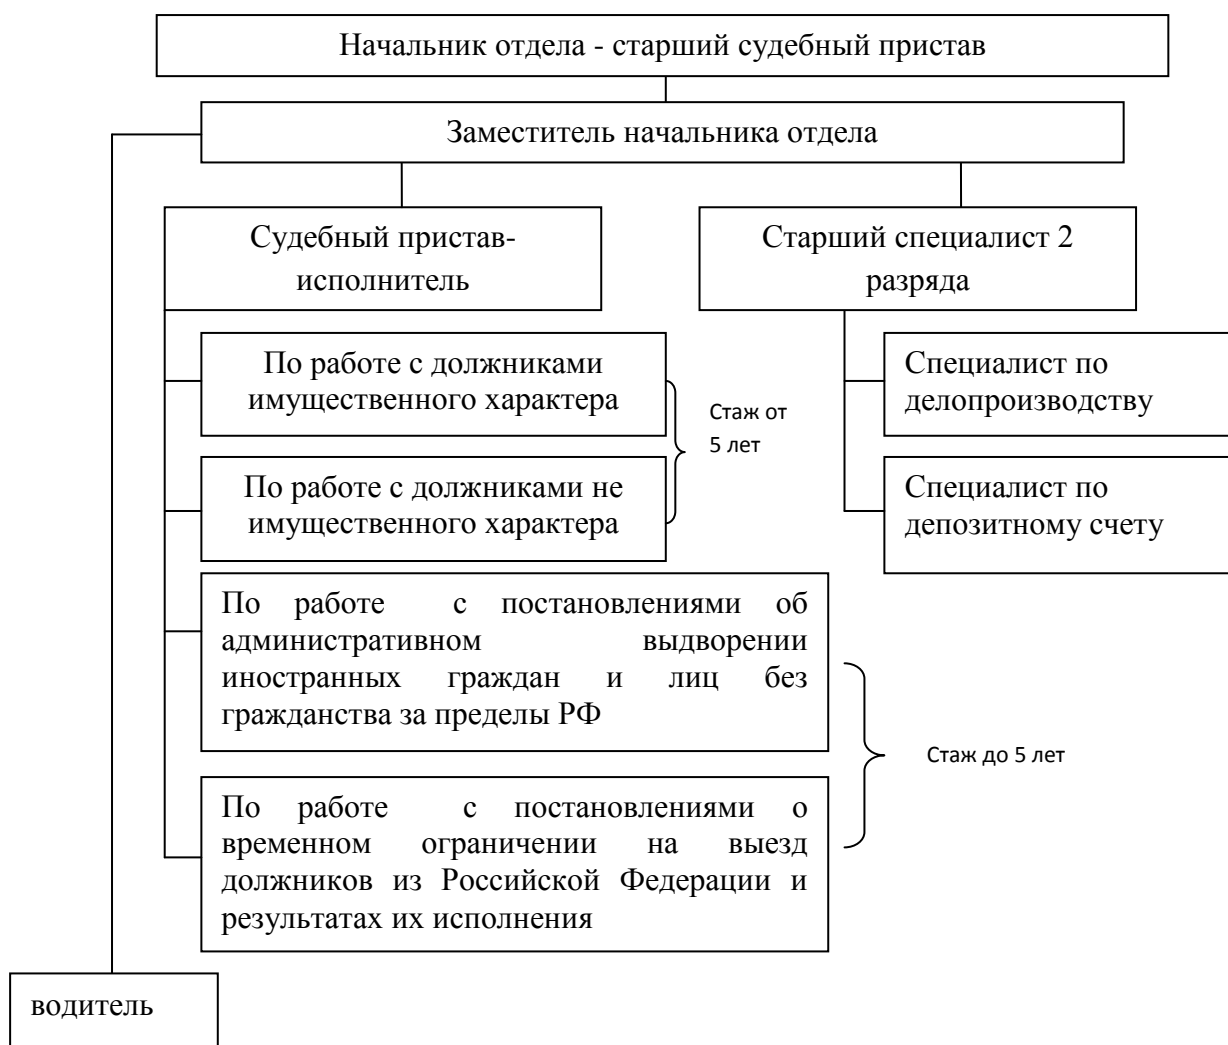 Начальник отдела - старший судебный пристав
Заместитель начальника отдела
Судебный пристав-
исполнитель
Старший специалист 2
разряда
По работе с должниками
имущественного характера
Стаж от
5 лет
Специалист по
делопроизводству
По работе с должниками не
имущественного характера
Специалист по
депозитному счету
По работе с постановлениями об
административном выдворении
иностранных граждан и лиц без
гражданства за пределы РФ
Стаж до 5 лет
По работе с постановлениями о
временном ограничении на выезд
должников из Российской Федерации и
результатах их исполнения
водитель